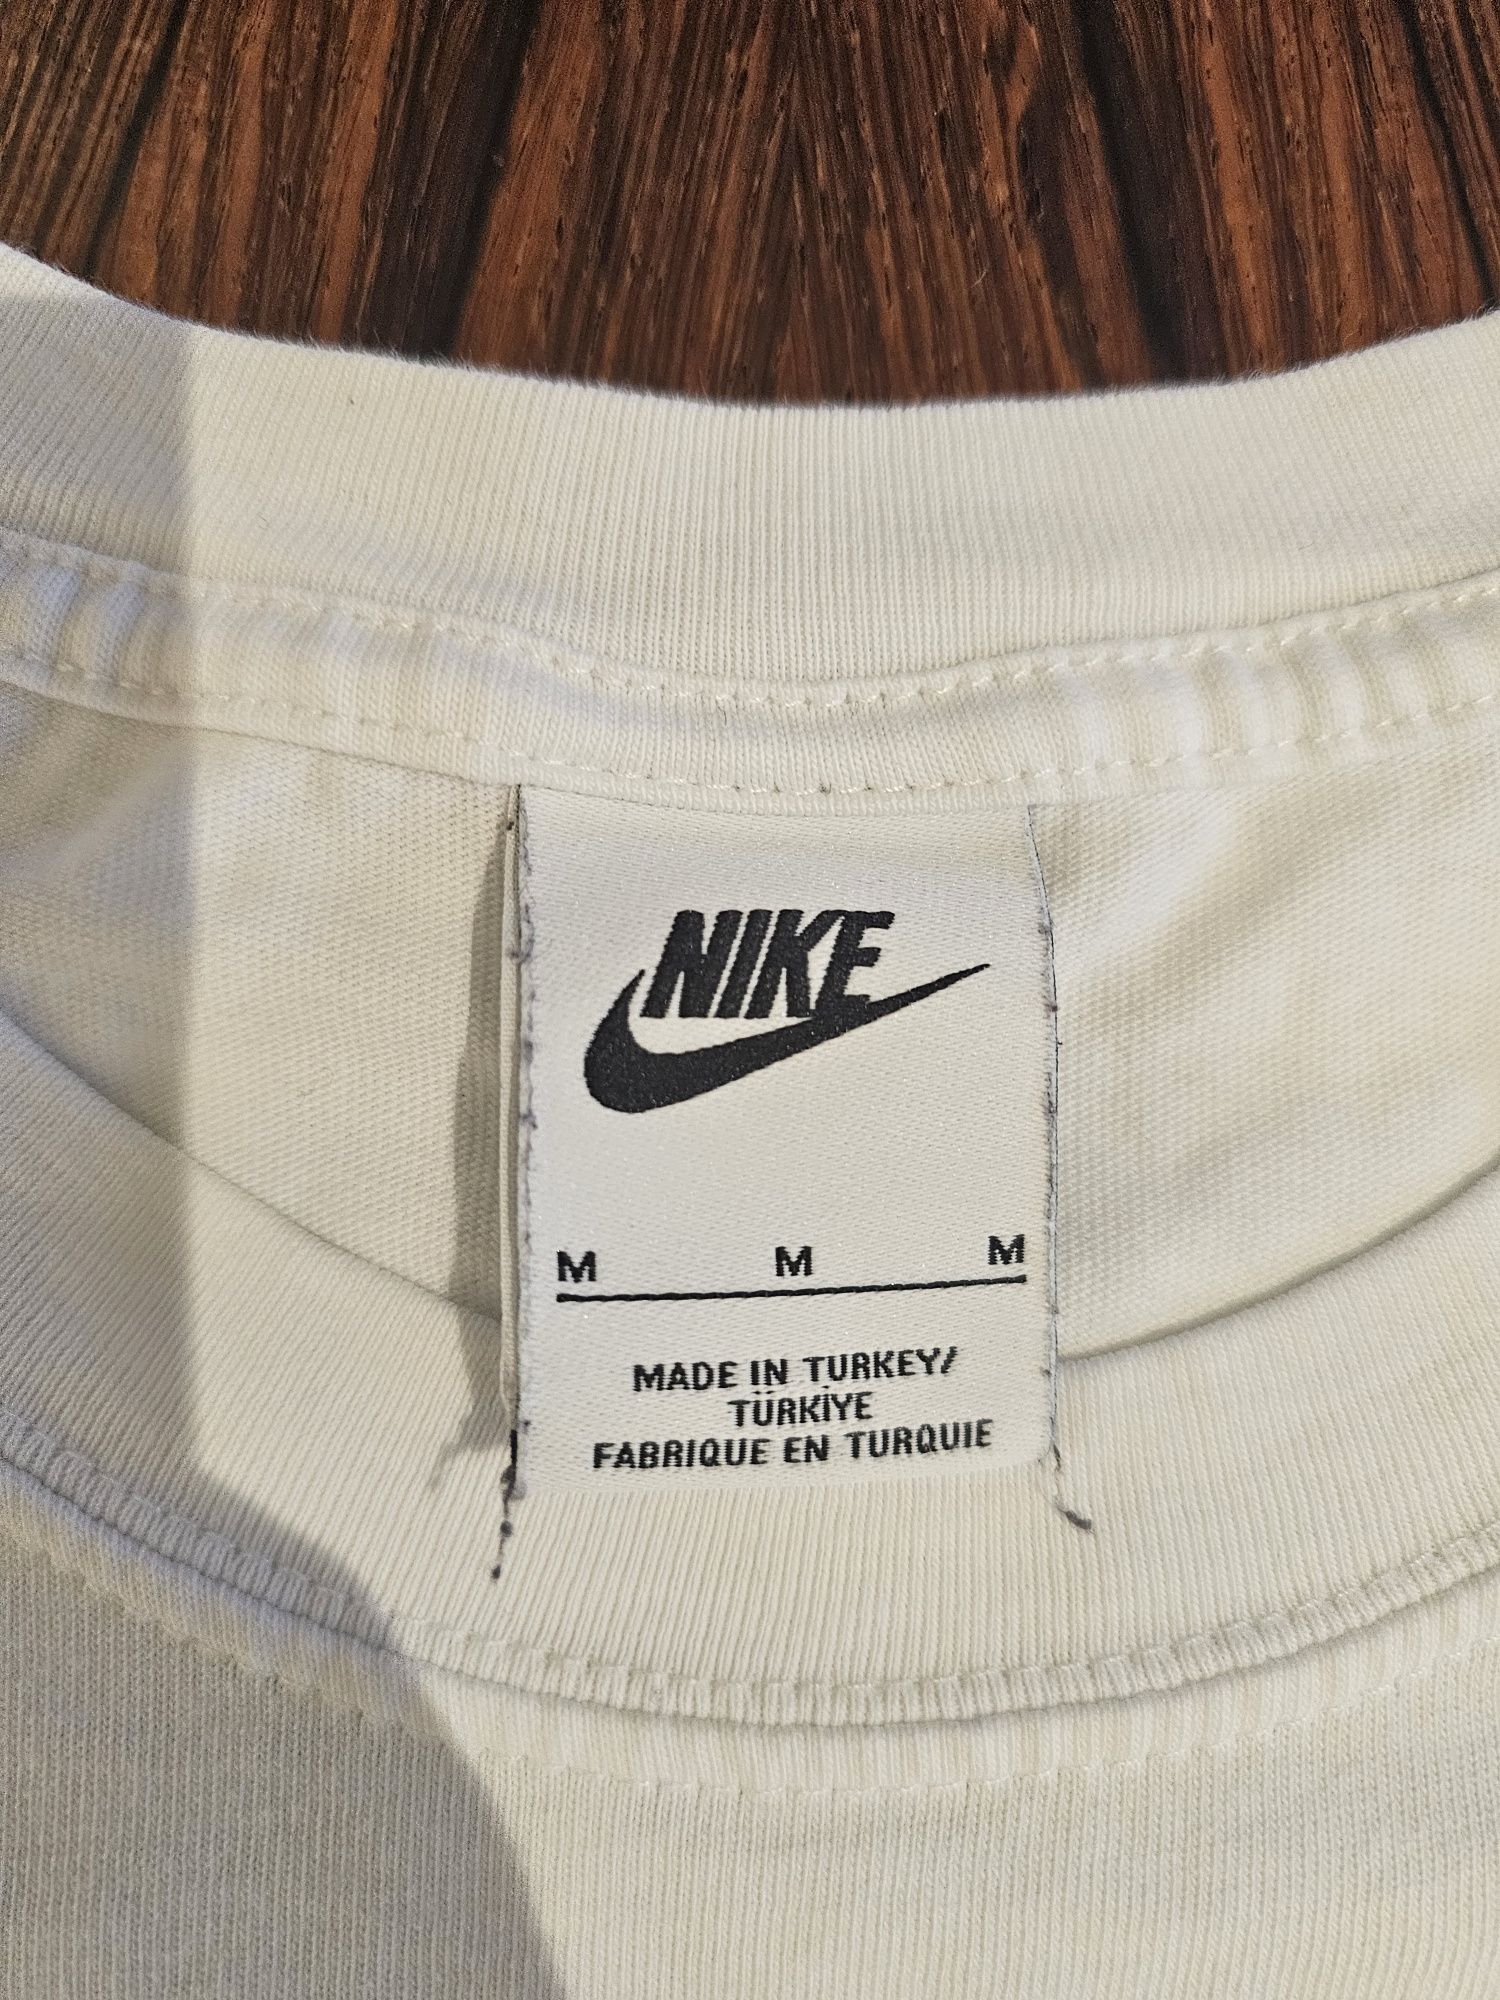 NIKE
M M M
MADE IN TURKEY/
TÜRKİYE
FABRIQUE EN TURQUIE